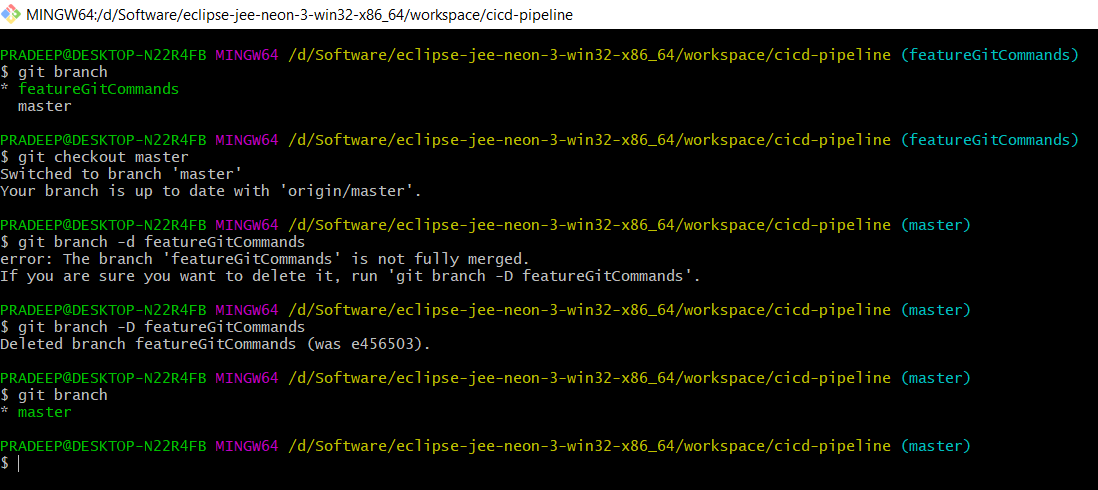 MINGW64:/d/Software/eclipse-jee-neon-3-win32-x86_64/workspace/cicd-pipeline
PRADEEP@DESKTOP-N22R4FB MINGW64 /d/Software/eclipse-jee-neon-3-win32-x86_64/workspace/cicd-pipeline (featureGitCommands)
$ git branch
* featureGitCommands
  master
PRADEEP@DESKTOP-N22R4FB MINGW64 /d/Software/eclipse-jee-neon-3-win32-x86_64/workspace/cicd-pipeline (featureGitCommands)
$ git checkout master
Switched to branch 'master'
Your branch is up to date with 'origin/master'.
PRADEEP@DESKTOP-N22R4FB MINGW64 /d/Software/eclipse-jee-neon-3-win32-x86_64/workspace/cicd-pipeline (master)
$ git branch -d featureGitCommands
error: The branch 'featureGitCommands' is not fully merged.
If you are sure you want to delete it, run 'git branch -D featureGitCommands'.
PRADEEP@DESKTOP-N22R4FB MINGW64 /d/Software/eclipse-jee-neon-3-win32-x86_64/workspace/cicd-pipeline (master)
$ git branch -D featureGitCommands
Deleted branch featureGitCommands (was e456503).
PRADEEP@DESKTOP-N22R4FB MINGW64 /d/Software/eclipse-jee-neon-3-win32-x86_64/workspace/cicd-pipeline (master)
$ git branch
* master
PRADEEP@DESKTOP-N22R4FB MINGW64 /d/Software/eclipse-jee-neon-3-win32-x86_64/workspace/cicd-pipeline (master)
$